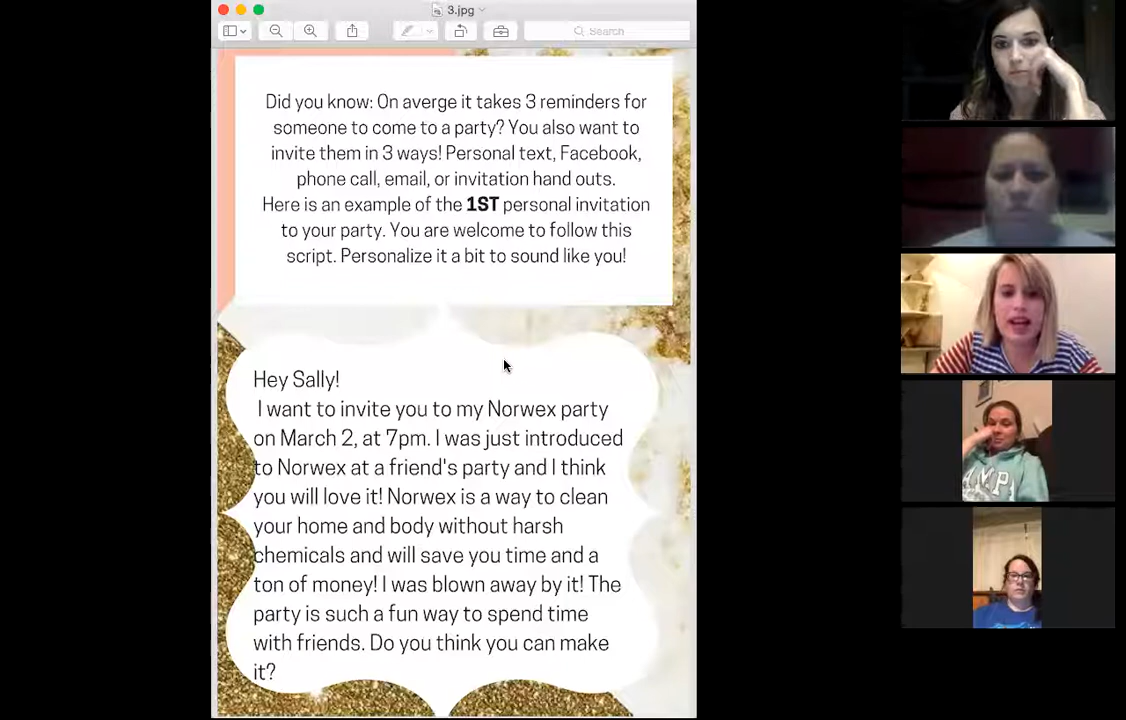 3.jpg
Search
Did you know: On averge it takes 3 reminders for
someone to come to a party? You also want to
invite them in 3 ways! Personal text, Facebook,
phone call, email, or invitation hand outs.
Here is an example of the 1ST personal invitation
to your party. You are welcome to follow this
script. Personalize it a bit to sound like you!
Hey Sally!
I want to invite you to my Norwex party
on March 2, at 7pm. I was just introduced
to Norwex at a friend's party and I think
you will love it! Norwex is a way to clean
your home and body without harsh
chemicals and will save you time and a
ton of money! I was blown away by it! The
party is such a fun way to spend time
with friends. Do you think you can make
it?